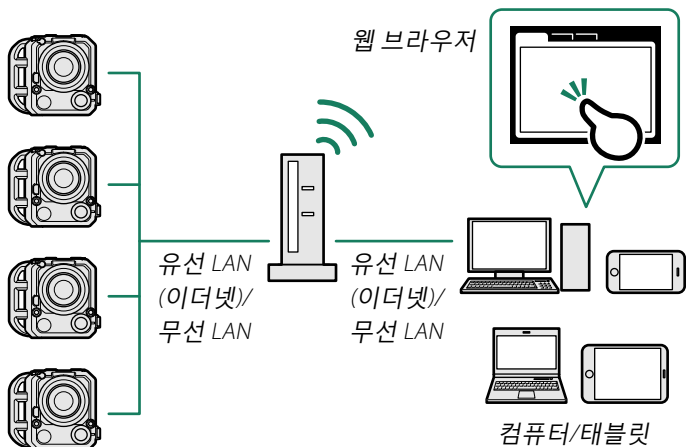 웹 브라우저
유선 LAN
(이더넷)/
무선 LAN
유선 LAN
(이더넷)/
무선 LAN
컴퓨터/태블릿